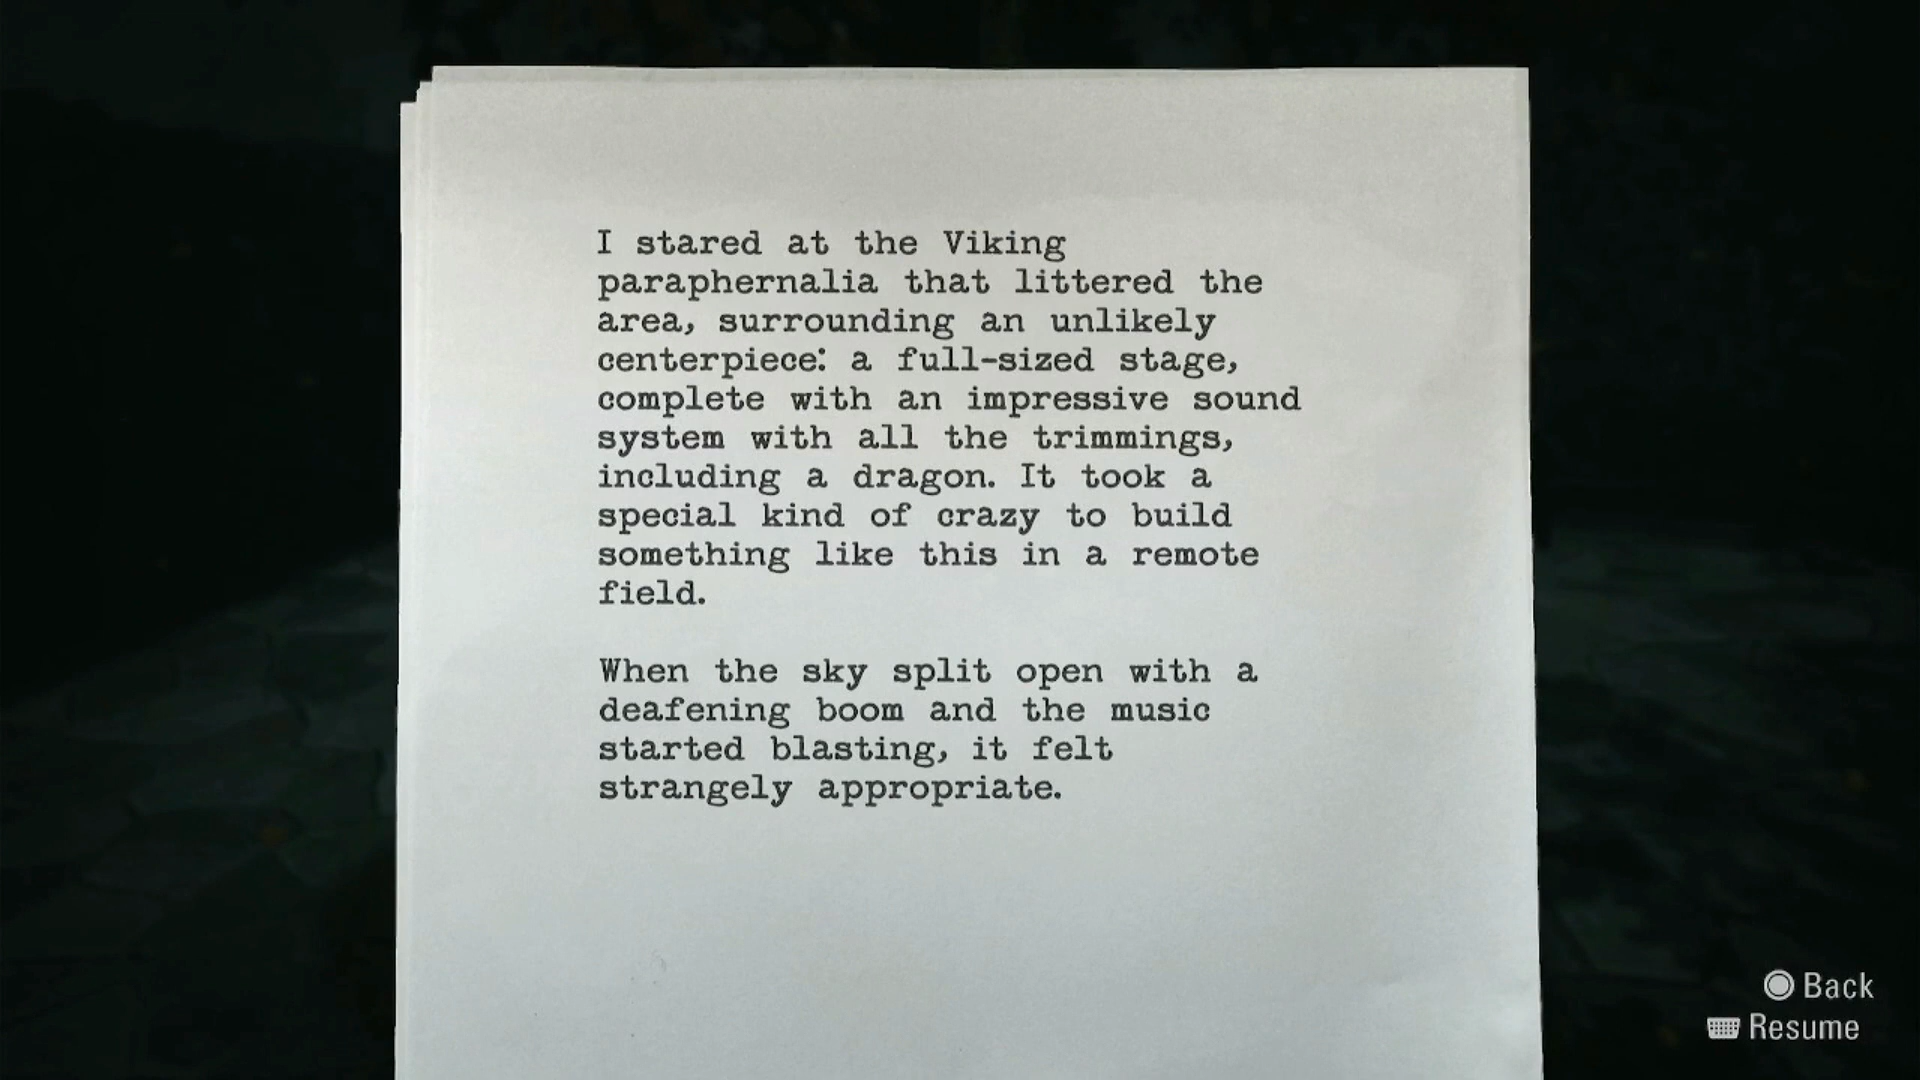 I stared at the Viking
paraphernalia that littered the
area, surrounding an unlikely
centerpiece: a full-sized stage,
complete with an impressive sound
system with all the trimmings,
including a dragon. It took a
special kind of crazy to build
something like this in a remote
field.
When the sky split open with a
deafening boom and the music
started blasting, it felt
strangely appropriate.
Back
Resume